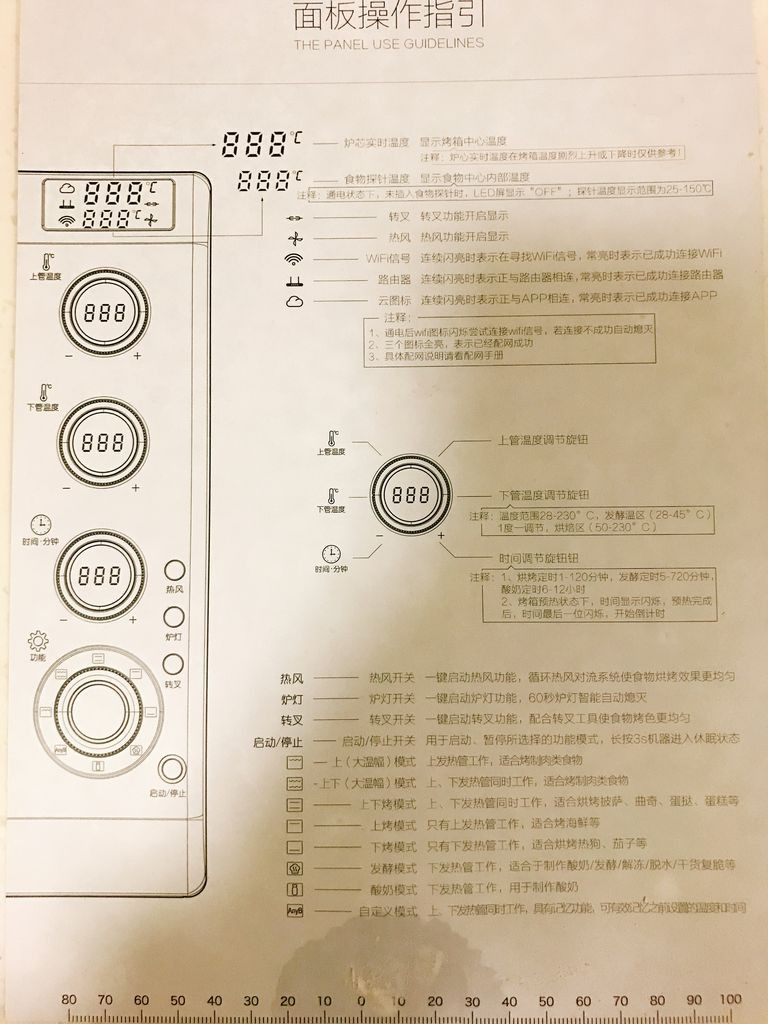 面板操作指引
THE PANEL USE GUIDELINES
888℃ 炉芯实时温度 显示烤箱中心温度
注释：炉心实时温度在烤箱温度剧烈上升或下降时仅供参考！
888℃ 食物探针温度 显示食物中心内部温度
注释：通电状态下，未插入食物探针时，LED屏显示“OFF”；探针温度显示范围为25-150℃
转叉 转叉功能开启显示
热风 热风功能开启显示
WiFi信号 连续闪亮时表示在寻找WiFi信号，常亮时表示已成功连接WiFi
路由器 连续闪亮时表示正与路由器相连，常亮时表示已成功连接路由器
云图标 连续闪亮时表示正与APP相连，常亮时表示已成功连接APP
注释：
1、通电后wifi图标闪烁尝试连接wifi信号，若连接不成功自动熄灭
2、三个图标全亮，表示已经配网成功
3、具体配网说明请看配网手册
888℃
888℃
℃
上管温度
888
− +
℃
下管温度
888
− +
时间·分钟
888
− +
热风
炉灯
转叉
功能
AnyB
启动/停止
℃
上管温度
℃
下管温度
时间·分钟
888
− +
上管温度调节旋钮
下管温度调节旋钮
注释：温度范围28-230°C，发酵温区（28-45°C）
1度一调节，烘焙区（50-230°C）
时间调节旋钮钮
注释：1、烘烤定时1-120分钟，发酵定时5-720分钟，
酸奶定时6-12小时
2、烤箱预热状态下，时间显示闪烁，预热完成
后，时间最后一位闪烁，开始倒计时
热风 热风开关 一键启动热风功能，循环热风对流系统使食物烘烤效果更均匀
炉灯 炉灯开关 一键启动炉灯功能，60秒炉灯智能自动熄灭
转叉 转叉开关 一键启动转叉功能，配合转叉工具使食物烤色更均匀
启动/停止 启动/停止开关 用于启动、暂停所选择的功能模式，长按3s机器进入休眠状态
上（大温幅）模式 上发热管工作，适合烤制肉类食物
上下（大温幅）模式 上、下发热管同时工作，适合烤制肉类食物
上下烤模式 上、下发热管同时工作，适合烘烤披萨、曲奇、蛋挞、蛋糕等
上烤模式 只有上发热管工作，适合烤海鲜等
下烤模式 只有下发热管工作，适合烘烤热狗、茄子等
发酵模式 下发热管工作，适合于制作酸奶/发酵/解冻/脱水/干货复脆等
酸奶模式 下发热管工作，用于制作酸奶
AnyB 自定义模式 上、下发热管同时工作，具有记忆功能，可有效记忆之前设置的温度和时间
80 70 60 50 40 30 20 10 0 10 20 30 40 50 60 70 80 90 100